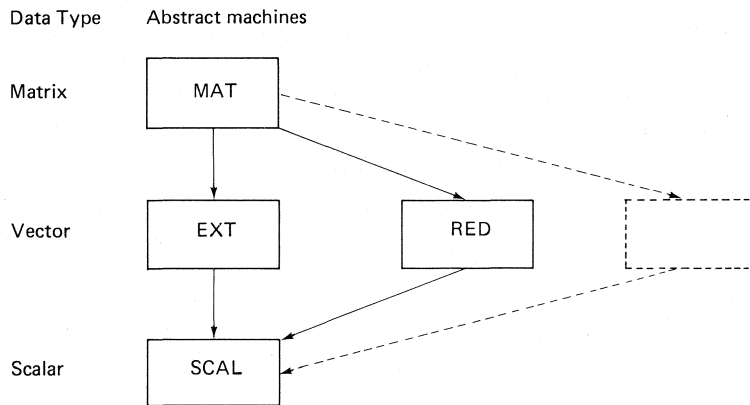 Data Type Abstract machines
Matrix MAT
Vector EXT RED
Scalar SCAL